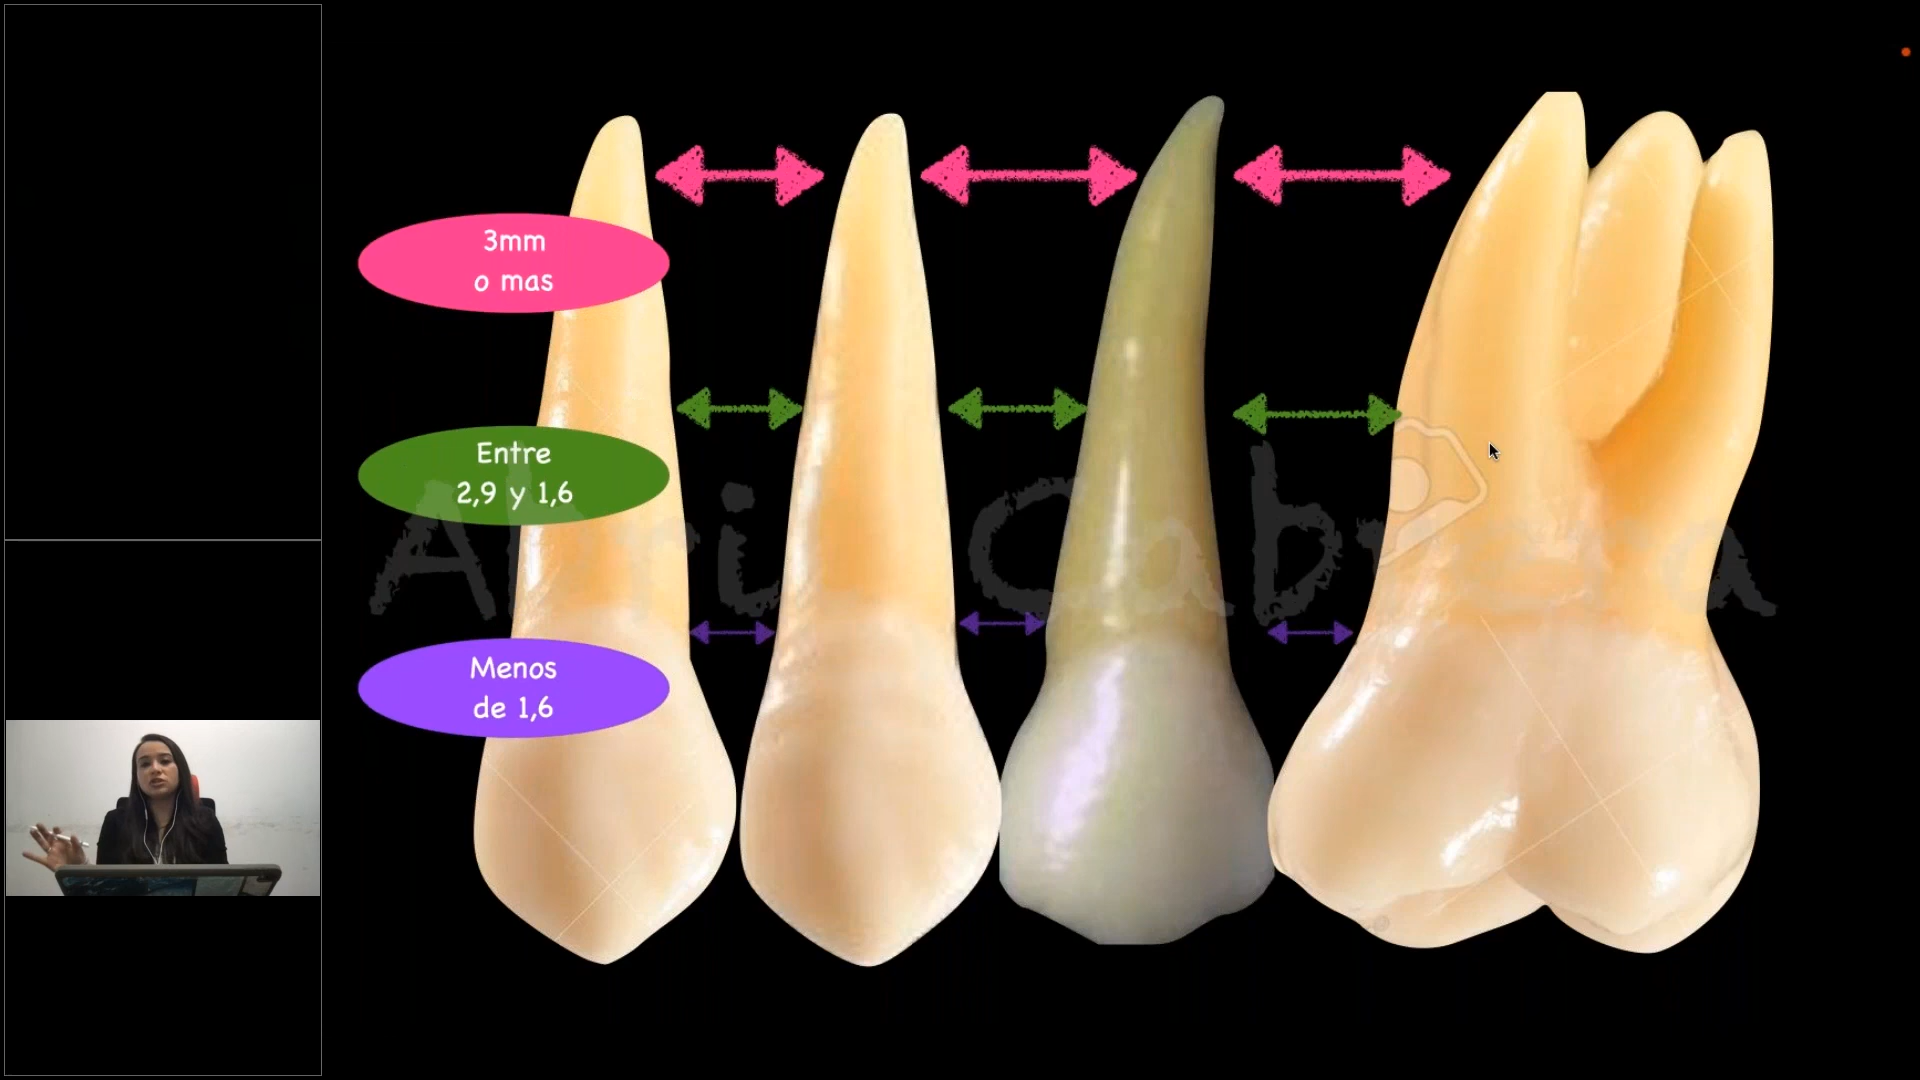 3mm
o mas
Entre
2,9 y 1,6
Menos
de 1,6